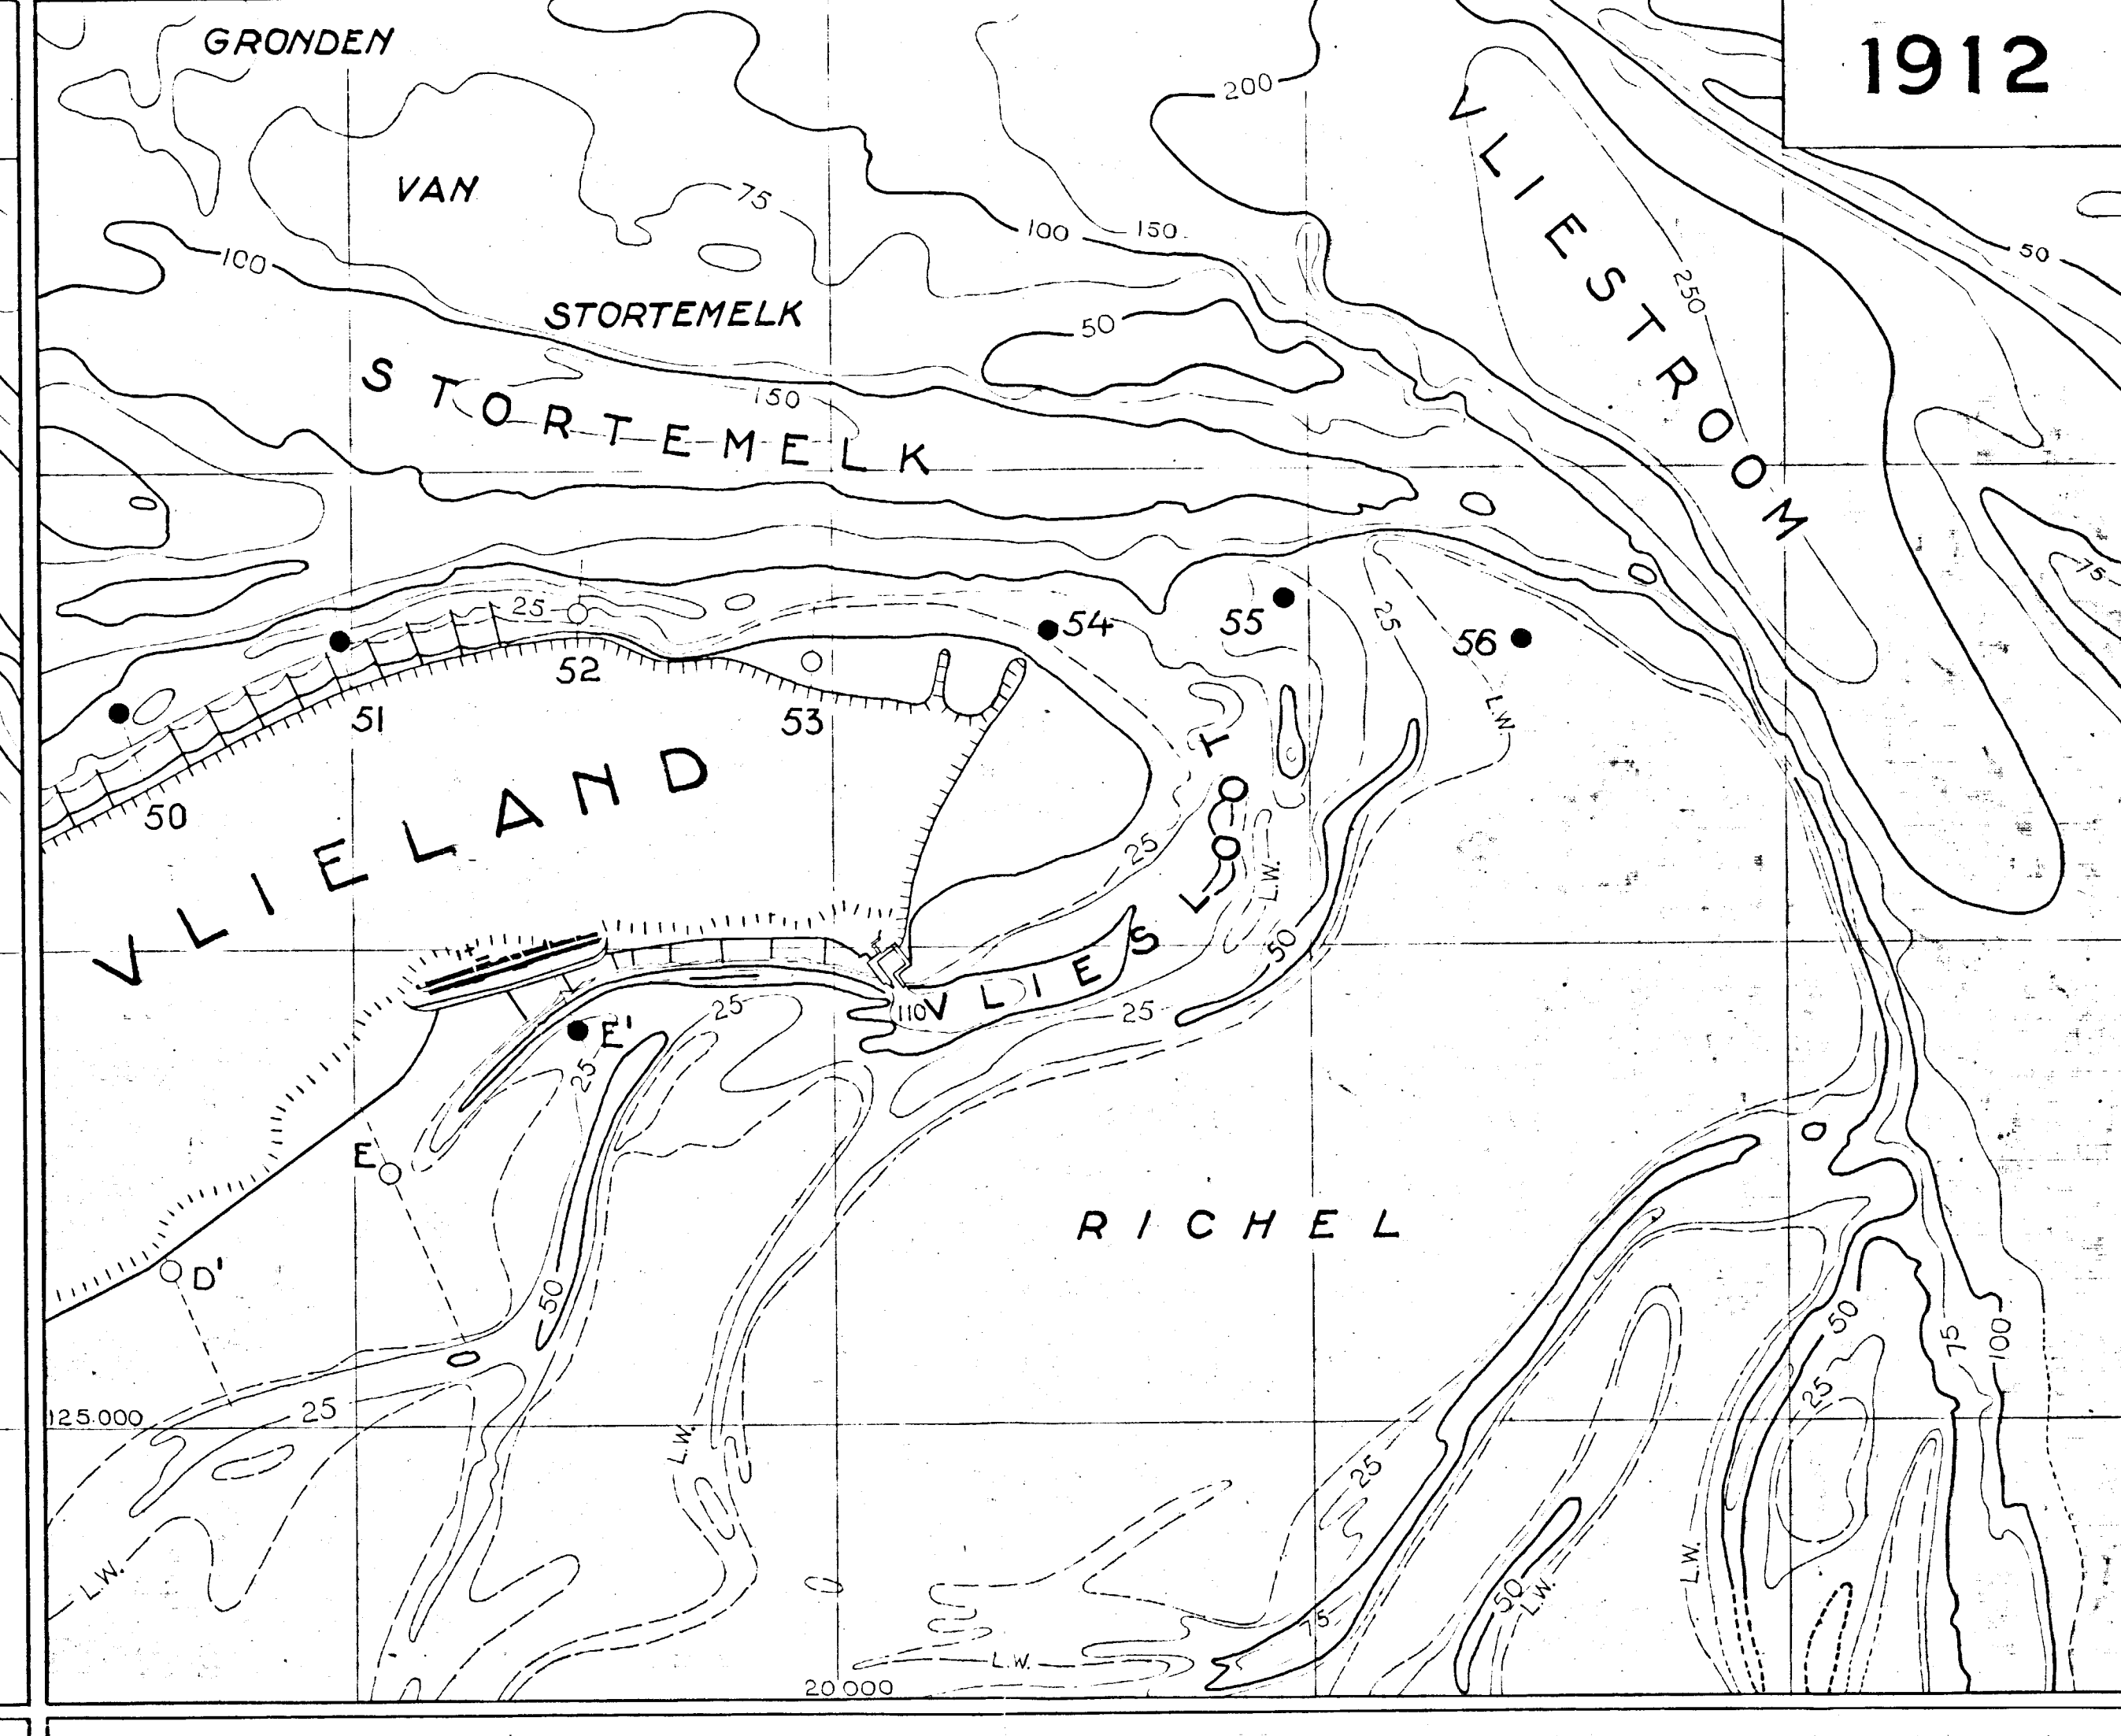 GRONDEN
1912
200
VAN
75
100
150
VLIESTROOM
50
100
250
STORTEMELK
50
STORTEMELK
150
75
25
54
55
25
56
52
51
53
L.W.
50
VLIELAND
25
VLIESLOOT
L.W.
50
110
25
25
E'
25
E
RICHEL
D'
50
50
75
100
25
125.000
25
L.W.
25
L.W.
L.W.
50
L.W.
75
L.W.
20 000